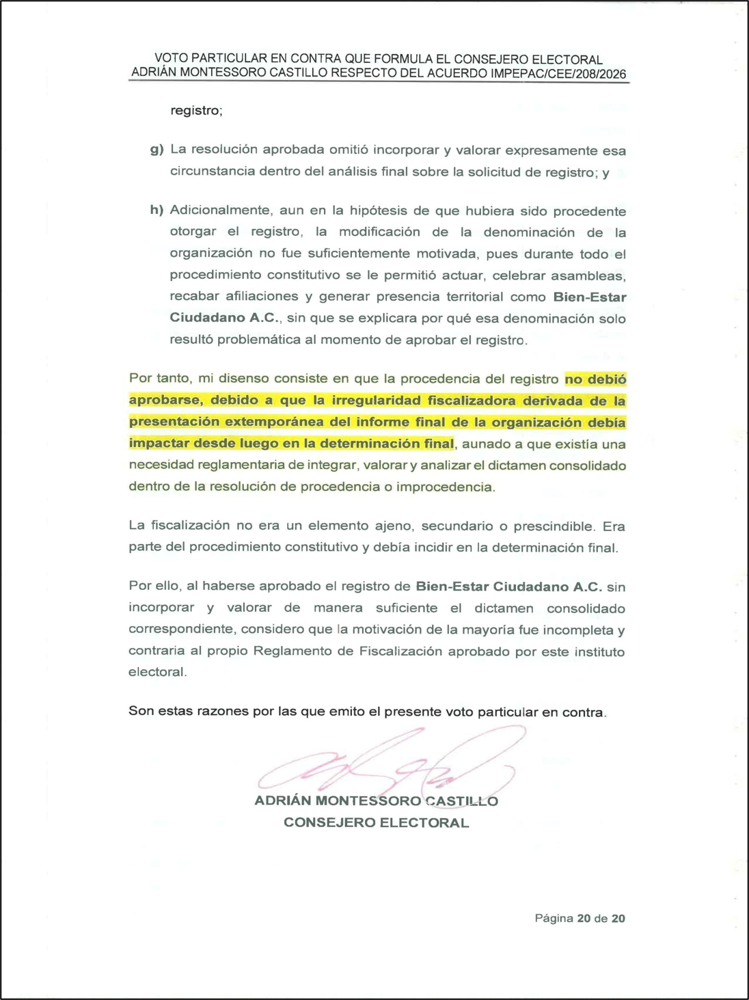 VOTO PARTICULAR EN CONTRA QUE FORMULA EL CONSEJERO ELECTORAL
ADRIÁN MONTESSORO CASTILLO RESPECTO DEL ACUERDO IMPEPAC/CEE/208/2026
registro;
g) La resolución aprobada omitió incorporar y valorar expresamente esa
circunstancia dentro del análisis final sobre la solicitud de registro; y
h) Adicionalmente, aun en la hipótesis de que hubiera sido procedente
otorgar el registro, la modificación de la denominación de la
organización no fue suficientemente motivada, pues durante todo el
procedimiento constitutivo se le permitió actuar, celebrar asambleas,
recabar afiliaciones y generar presencia territorial como Bien-Estar
Ciudadano A.C., sin que se explicara por qué esa denominación solo
resultó problemática al momento de aprobar el registro.
Por tanto, mi disenso consiste en que la procedencia del registro no debió
aprobarse, debido a que la irregularidad fiscalizadora derivada de la
presentación extemporánea del informe final de la organización debía
impactar desde luego en la determinación final, aunado a que existía una
necesidad reglamentaria de integrar, valorar y analizar el dictamen consolidado
dentro de la resolución de procedencia o improcedencia.
La fiscalización no era un elemento ajeno, secundario o prescindible. Era
parte del procedimiento constitutivo y debía incidir en la determinación final.
Por ello, al haberse aprobado el registro de Bien-Estar Ciudadano A.C. sin
incorporar y valorar de manera suficiente el dictamen consolidado
correspondiente, considero que la motivación de la mayoría fue incompleta y
contraria al propio Reglamento de Fiscalización aprobado por este instituto
electoral.
Son estas razones por las que emito el presente voto particular en contra.
ADRIÁN MONTESSORO CASTILLO
CONSEJERO ELECTORAL
Página 20 de 20